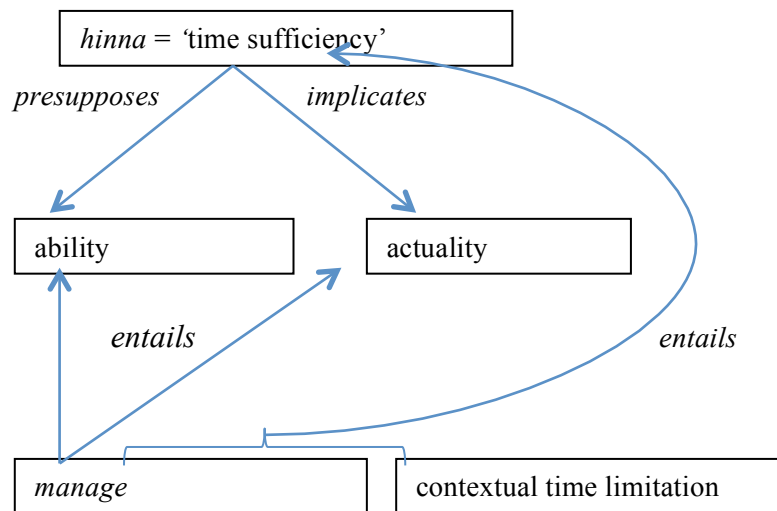 hinna = ‘time sufficiency’
presupposes
implicates
ability
actuality
entails
entails
manage
contextual time limitation